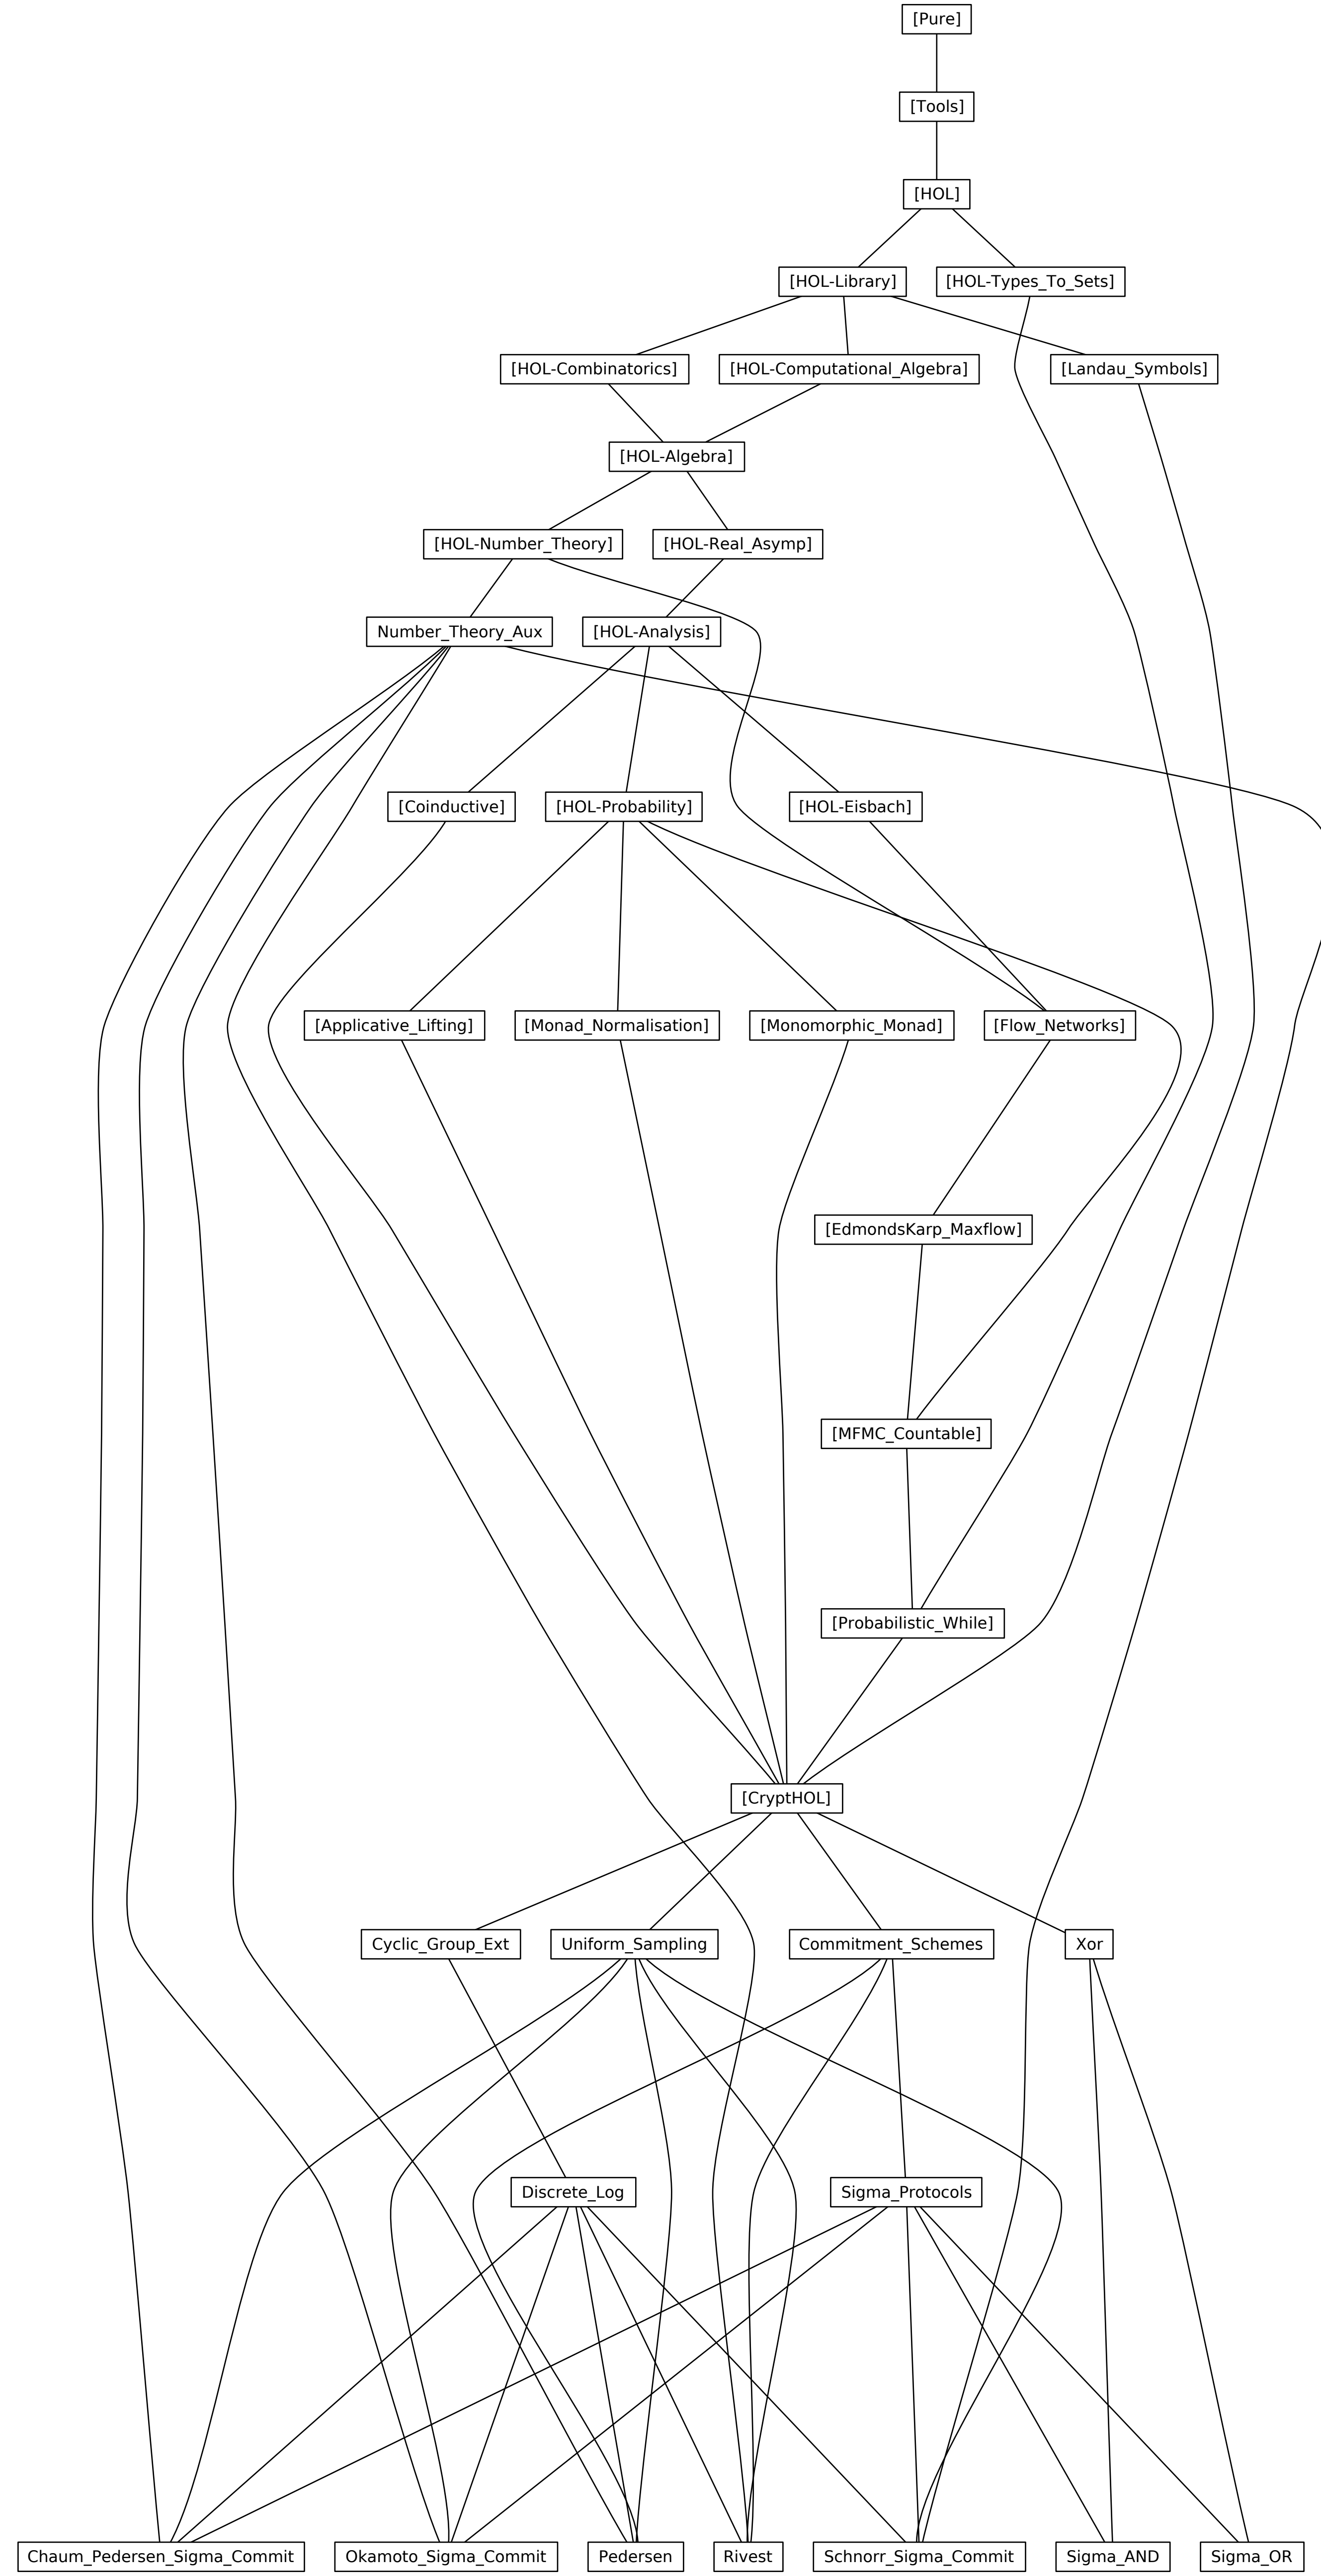 [Pure]
[Tools]
[HOL]
[HOL-Library]
[HOL-Types_To_Sets]
[HOL-Combinatorics]
[HOL-Computational_Algebra]
[Landau_Symbols]
[HOL-Algebra]
[HOL-Number_Theory]
[HOL-Real_Asymp]
Number_Theory_Aux
[HOL-Analysis]
[Coinductive]
[HOL-Probability]
[HOL-Eisbach]
[Applicative_Lifting]
[Monad_Normalisation]
[Monomorphic_Monad]
[Flow_Networks]
[EdmondsKarp_Maxflow]
[MFMC_Countable]
[Probabilistic_While]
[CryptHOL]
Cyclic_Group_Ext
Uniform_Sampling
Commitment_Schemes
Xor
Discrete_Log
Sigma_Protocols
Chaum_Pedersen_Sigma_Commit
Okamoto_Sigma_Commit
Pedersen
Rivest
Schnorr_Sigma_Commit
Sigma_AND
Sigma_OR